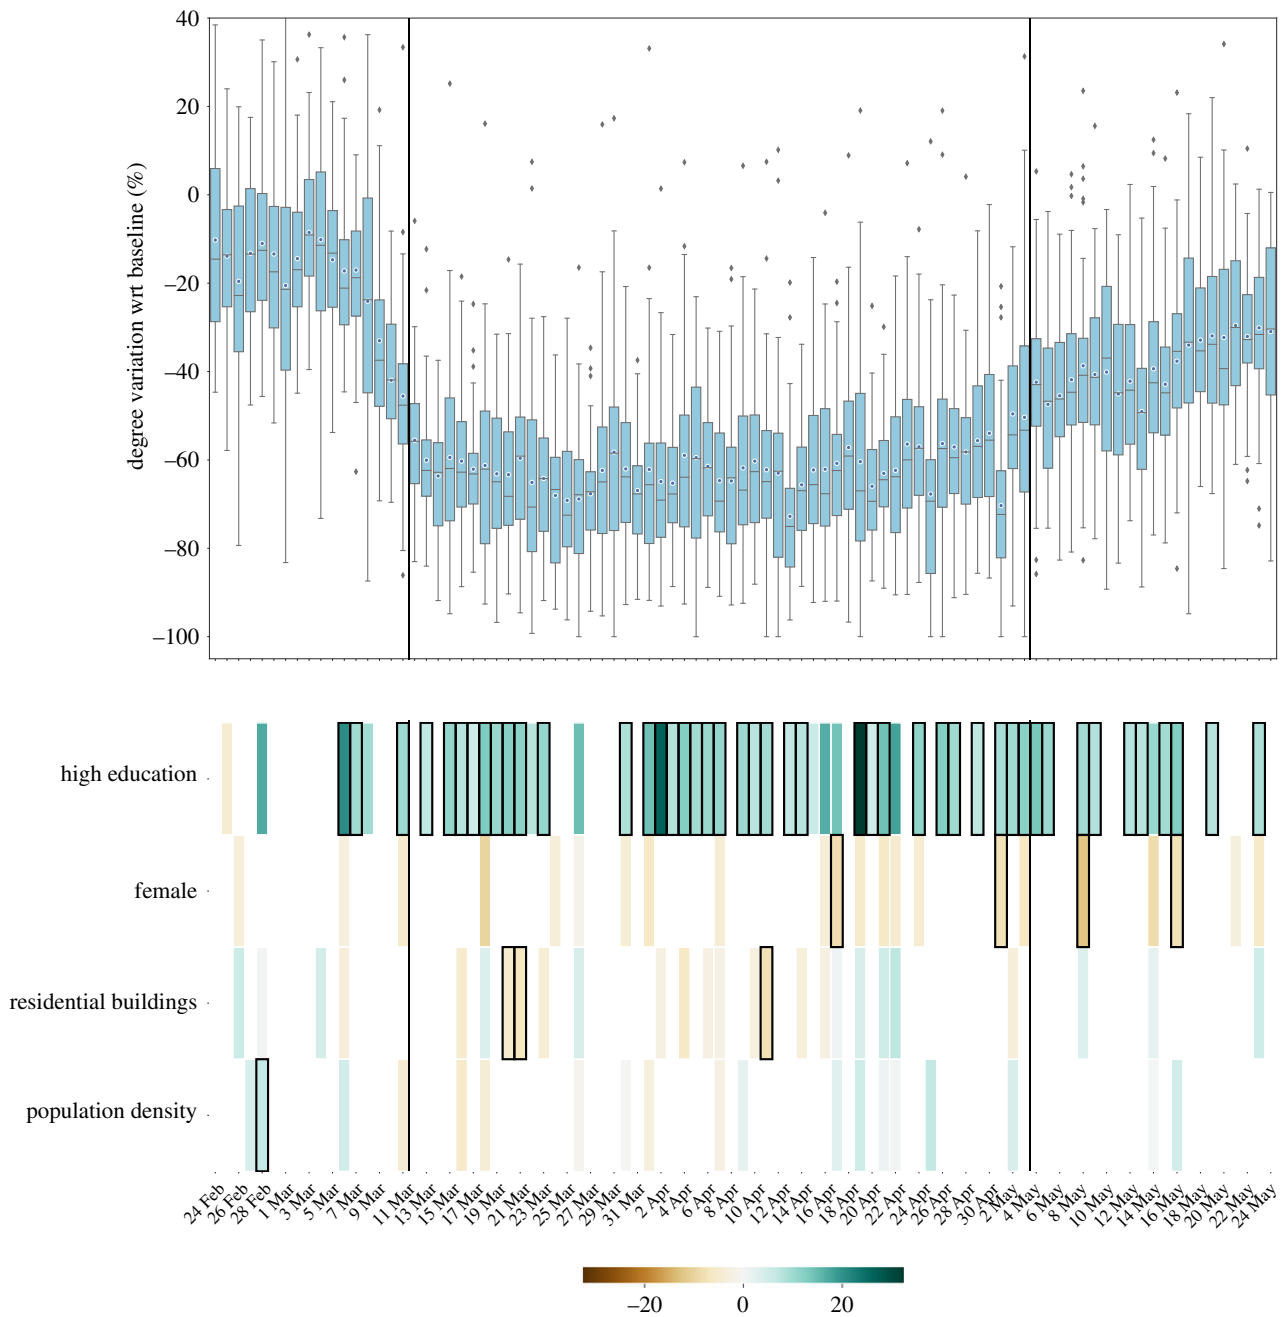 40
20
0
–20
–40
–60
–80
–100
degree variation wrt baseline (%)
high education
female
residential buildings
population density
24 Feb
26 Feb
28 Feb
1 Mar
3 Mar
5 Mar
7 Mar
9 Mar
11 Mar
13 Mar
15 Mar
17 Mar
19 Mar
21 Mar
23 Mar
25 Mar
27 Mar
29 Mar
31 Mar
2 Apr
4 Apr
6 Apr
8 Apr
10 Apr
12 Apr
14 Apr
16 Apr
18 Apr
20 Apr
22 Apr
24 Apr
26 Apr
28 Apr
30 Apr
2 May
4 May
6 May
8 May
10 May
12 May
14 May
16 May
18 May
20 May
22 May
24 May
–20
0
20